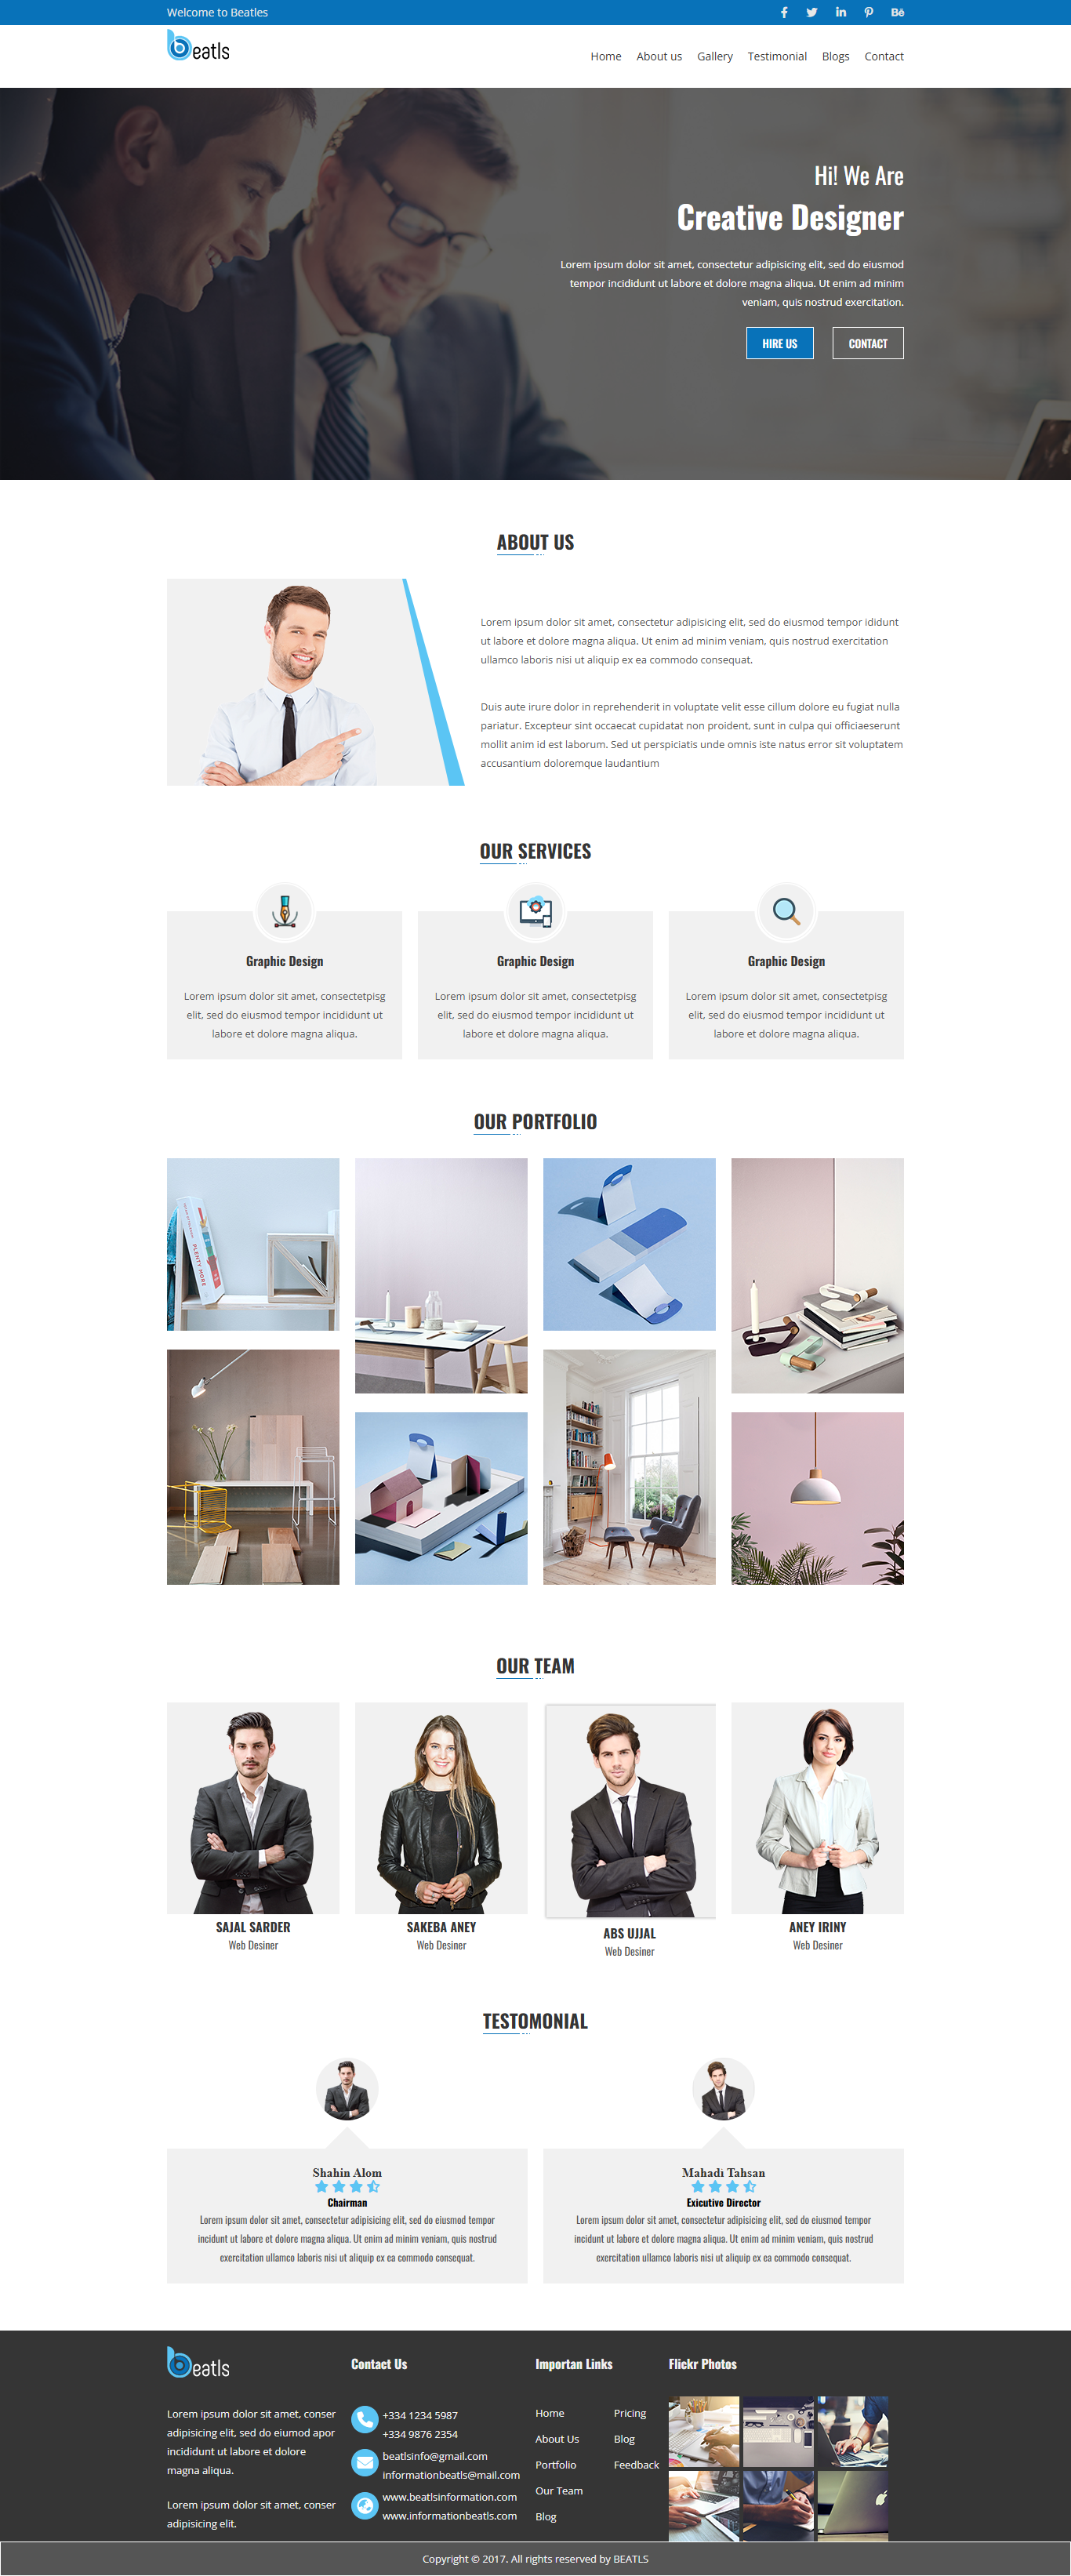 Welcome to Beatles
beatls
Home About us Gallery Testimonial Blogs Contact
Hi! We Are
Creative Designer
Lorem ipsum dolor sit amet, consectetur adipisicing elit, sed do eiusmod
tempor incididunt ut labore et dolore magna aliqua. Ut enim ad minim
veniam, quis nostrud exercitation.
HIRE US CONTACT
ABOUT US
Lorem ipsum dolor sit amet, consectetur adipisicing elit, sed do eiusmod tempor ididunt
ut labore et dolore magna aliqua. Ut enim ad minim veniam, quis nostrud exercitation
ullamco laboris nisi ut aliquip ex ea commodo consequat.
Duis aute irure dolor in reprehenderit in voluptate velit esse cillum dolore eu fugiat nulla
pariatur. Excepteur sint occaecat cupidatat non proident, sunt in culpa qui officiaeserunt
mollit anim id est laborum. Sed ut perspiciatis unde omnis iste natus error sit voluptatem
accusantium doloremque laudantium
OUR SERVICES
Graphic Design
Lorem ipsum dolor sit amet, consectetpisg
elit, sed do eiusmod tempor incididunt ut
labore et dolore magna aliqua.
Graphic Design
Lorem ipsum dolor sit amet, consectetpisg
elit, sed do eiusmod tempor incididunt ut
labore et dolore magna aliqua.
Graphic Design
Lorem ipsum dolor sit amet, consectetpisg
elit, sed do eiusmod tempor incididunt ut
labore et dolore magna aliqua.
OUR PORTFOLIO
PLENTY MORE
OUR TEAM
SAJAL SARDER
Web Desiner
SAKEBA ANEY
Web Desiner
ABS UJJAL
Web Desiner
ANEY IRINY
Web Desiner
TESTOMONIAL
Shahin Alom
Chairman
Lorem ipsum dolor sit amet, consectetur adipisicing elit, sed do eiusmod tempor
incidunt ut labore et dolore magna aliqua. Ut enim ad minim veniam, quis nostrud
exercitation ullamco laboris nisi ut aliquip ex ea commodo consequat.
Mahadi Tahsan
Exicutive Director
Lorem ipsum dolor sit amet, consectetur adipisicing elit, sed do eiusmod tempor
incidunt ut labore et dolore magna aliqua. Ut enim ad minim veniam, quis nostrud
exercitation ullamco laboris nisi ut aliquip ex ea commodo consequat.
beatls
Lorem ipsum dolor sit amet, conser
adipisicing elit, sed do eiumod apor
incididunt ut labore et dolore
magna aliqua.
Lorem ipsum dolor sit amet, conser
adipisicing elit.
Contact Us
+334 1234 5987
+334 9876 2354
beatlsinfo@gmail.com
informationbeatls@mail.com
www.beatlsinformation.com
www.informationbeatls.com
Importan Links
Home
About Us
Portfolio
Our Team
Blog
Pricing
Blog
Feedback
Flickr Photos
Copyright © 2017. All rights reserved by BEATLS